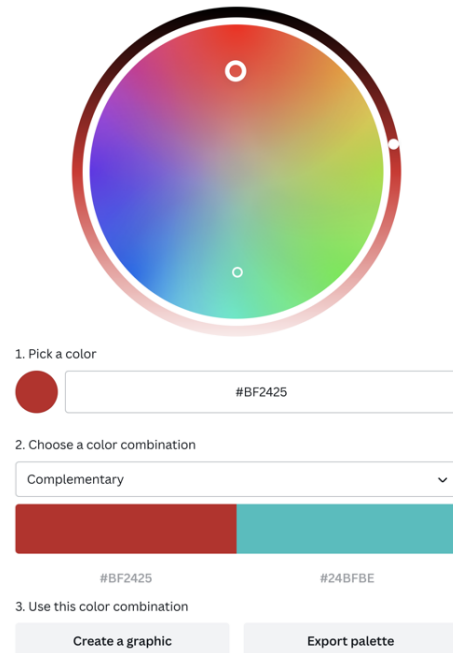 1. Pick a color
#BF2425
2. Choose a color combination
Complementary
#BF2425 #24BFBE
3. Use this color combination
Create a graphic Export palette